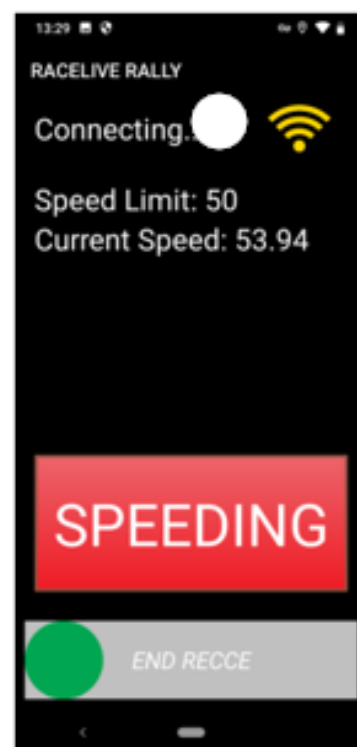 13:29
RACELIVE RALLY
Connecting..
Speed Limit: 50
Current Speed: 53.94
SPEEDING
END RECCE